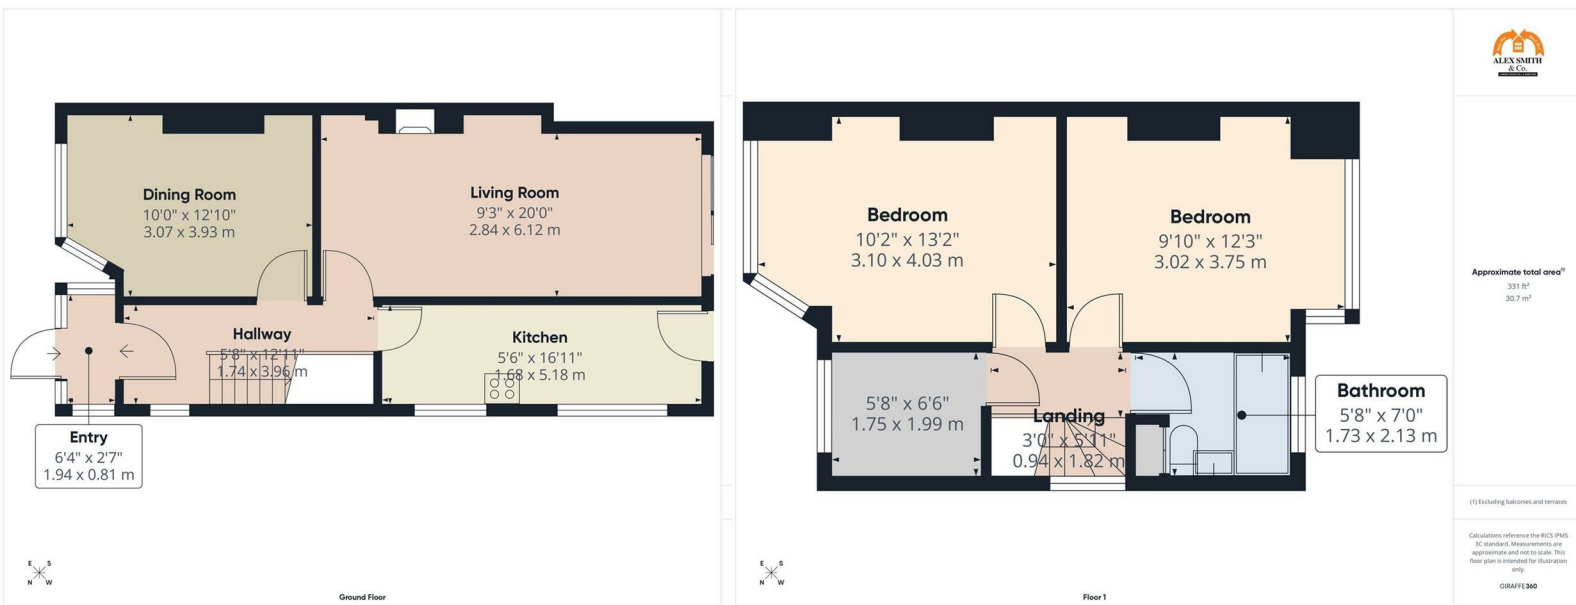 Dining Room
10'0" x 12'10"
3.07 x 3.93 m
Living Room
9'3" x 20'0"
2.84 x 6.12 m
Hallway
5'8" x 12'11"
1.74 x 3.96 m
Kitchen
5'6" x 16'11"
1.68 x 5.18 m
Entry
6'4" x 2'7"
1.94 x 0.81 m
E S
N W
Ground Floor
Bedroom
10'2" x 13'2"
3.10 x 4.03 m
Bedroom
9'10" x 12'3"
3.02 x 3.75 m
5'8" x 6'6"
1.75 x 1.99 m
Landing
3'0" x 5'11"
0.94 x 1.82 m
Bathroom
5'8" x 7'0"
1.73 x 2.13 m
E S
N W
Floor 1
ALEX SMITH
& Co.
Approximate total area(1)
331 ft²
30.7 m²
(1) Excluding balconies and terraces
Calculations reference the RICS IPMS
3C standard. Measurements are
approximate and not to scale. This
floor plan is intended for illustration
only.
GIRAFFE360